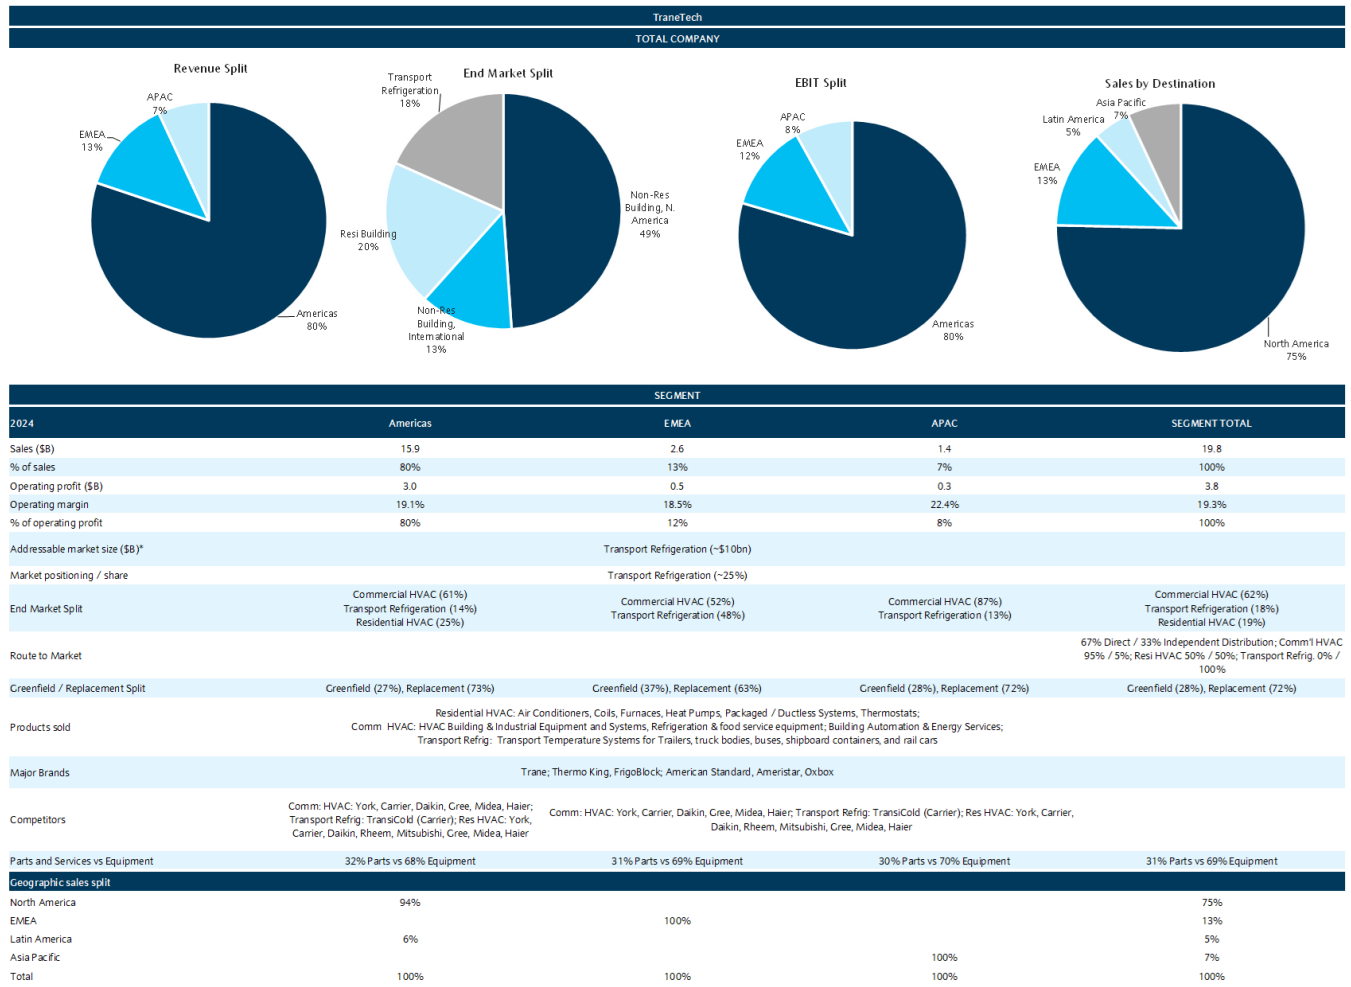 TraneTech
TOTAL COMPANY
Revenue Split
APAC
7%
EMEA
13%
Americas
80%
End Market Split
Transport
Refrigeration
18%
Non-Res
Building, N.
America
49%
Resi Building
20%
Non-Res
Building,
International
13%
EBIT Split
APAC
8%
EMEA
12%
Americas
80%
Sales by Destination
Asia Pacific
7%
Latin America
5%
EMEA
13%
North America
75%
SEGMENT
2024 Americas EMEA APAC SEGMENT TOTAL
Sales ($B) 15.9 2.6 1.4 19.8
% of sales 80% 13% 7% 100%
Operating profit ($B) 3.0 0.5 0.3 3.8
Operating margin 19.1% 18.5% 22.4% 19.3%
% of operating profit 80% 12% 8% 100%
Addressable market size ($B)* Transport Refrigeration (~$10bn)
Market positioning / share Transport Refrigeration (~25%)
End Market Split
Commercial HVAC (61%)
Transport Refrigeration (14%)
Residential HVAC (25%)
Commercial HVAC (52%)
Transport Refrigeration (48%)
Commercial HVAC (87%)
Transport Refrigeration (13%)
Commercial HVAC (62%)
Transport Refrigeration (18%)
Residential HVAC (19%)
Route to Market
67% Direct / 33% Independent Distribution; Comm'l HVAC
95% / 5%; Resi HVAC 50% / 50%; Transport Refrig. 0% /
100%
Greenfield / Replacement Split Greenfield (27%), Replacement (73%) Greenfield (37%), Replacement (63%) Greenfield (28%), Replacement (72%) Greenfield (28%), Replacement (72%)
Products sold
Residential HVAC: Air Conditioners, Coils, Furnaces, Heat Pumps, Packaged / Ductless Systems, Thermostats;
Comm HVAC: HVAC Building & Industrial Equipment and Systems, Refrigeration & food service equipment; Building Automation & Energy Services;
Transport Refrig: Transport Temperature Systems for Trailers, truck bodies, buses, shipboard containers, and rail cars
Major Brands Trane; Thermo King, FrigoBlock; American Standard, Ameristar, Oxbox
Competitors
Comm: HVAC: York, Carrier, Daikin, Gree, Midea, Haier;
Transport Refrig: TransiCold (Carrier); Res HVAC: York,
Carrier, Daikin, Rheem, Mitsubishi, Gree, Midea, Haier
Comm: HVAC: York, Carrier, Daikin, Gree, Midea, Haier; Transport Refrig: TransiCold (Carrier); Res HVAC: York, Carrier,
Daikin, Rheem, Mitsubishi, Gree, Midea, Haier
Parts and Services vs Equipment 32% Parts vs 68% Equipment 31% Parts vs 69% Equipment 30% Parts vs 70% Equipment 31% Parts vs 69% Equipment
Geographic sales split
North America 94% 75%
EMEA 100% 13%
Latin America 6% 5%
Asia Pacific 100% 7%
Total 100% 100% 100% 100%